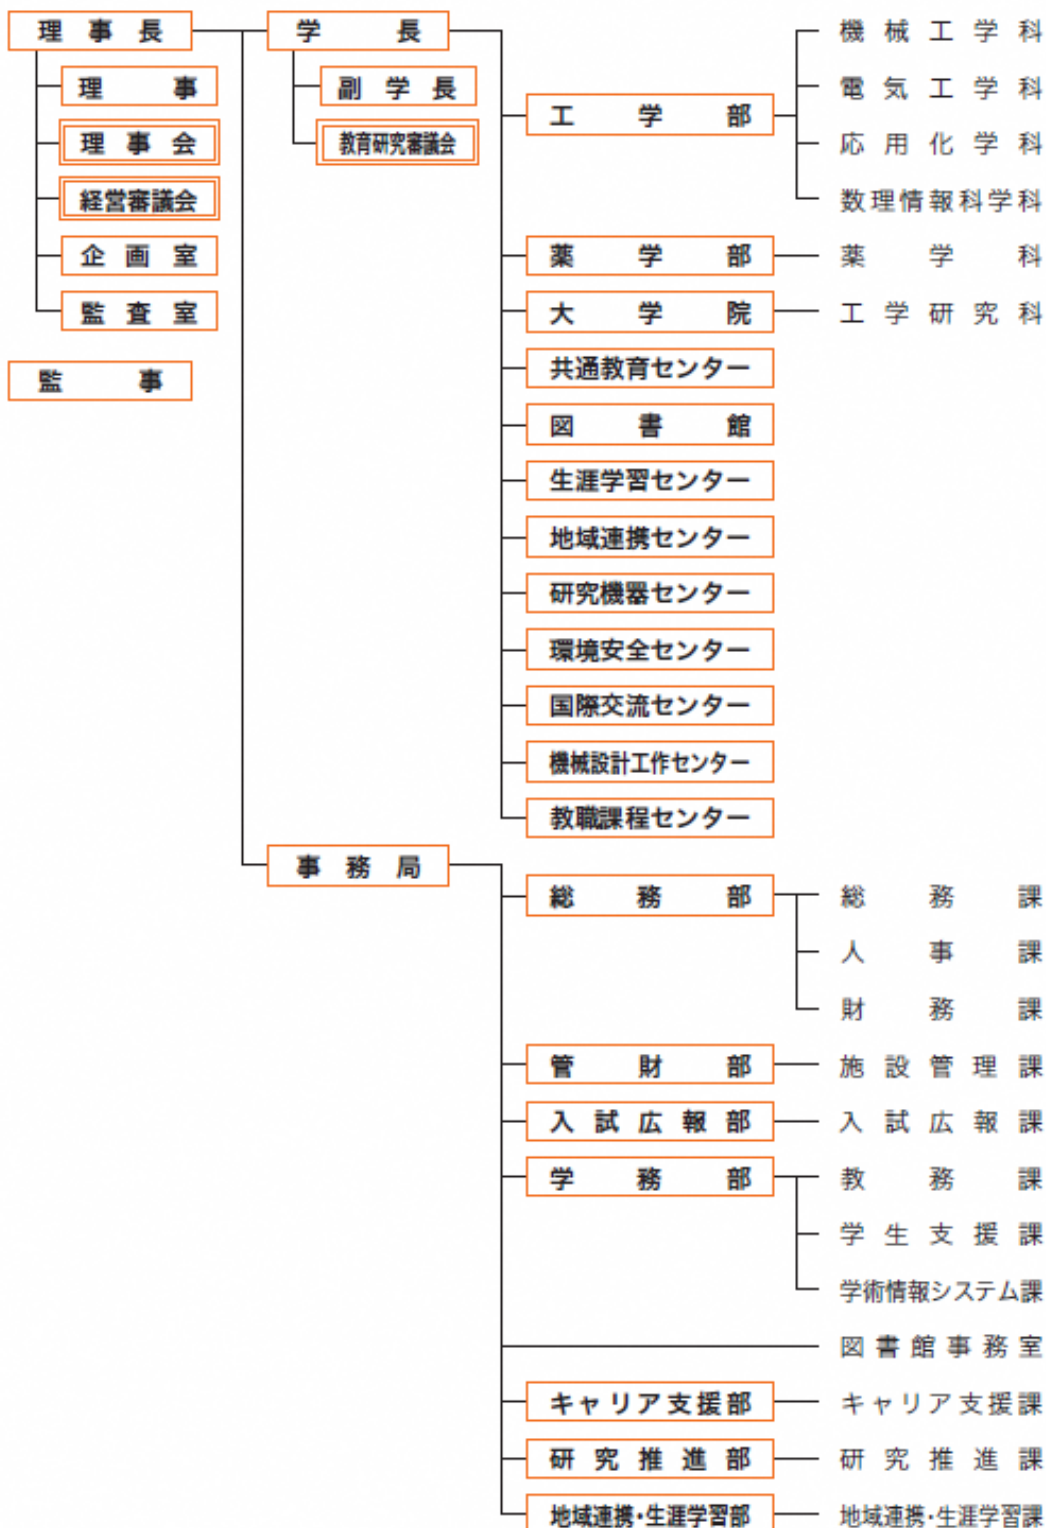 理事長
理事
理事会
経営審議会
企画室
監査室
監事
学長
副学長
教育研究審議会
工学部
機械工学科
電気工学科
応用化学科
数理情報科学科
薬学部
薬学科
大学院
工学研究科
共通教育センター
図書館
生涯学習センター
地域連携センター
研究機器センター
環境安全センター
国際交流センター
機械設計工作センター
教職課程センター
事務局
総務部
総務課
人事課
財務課
管財部
施設管理課
入試広報部
入試広報課
学務部
教務課
学生支援課
学術情報システム課
図書館事務室
キャリア支援部
キャリア支援課
研究推進部
研究推進課
地域連携・生涯学習部
地域連携・生涯学習課